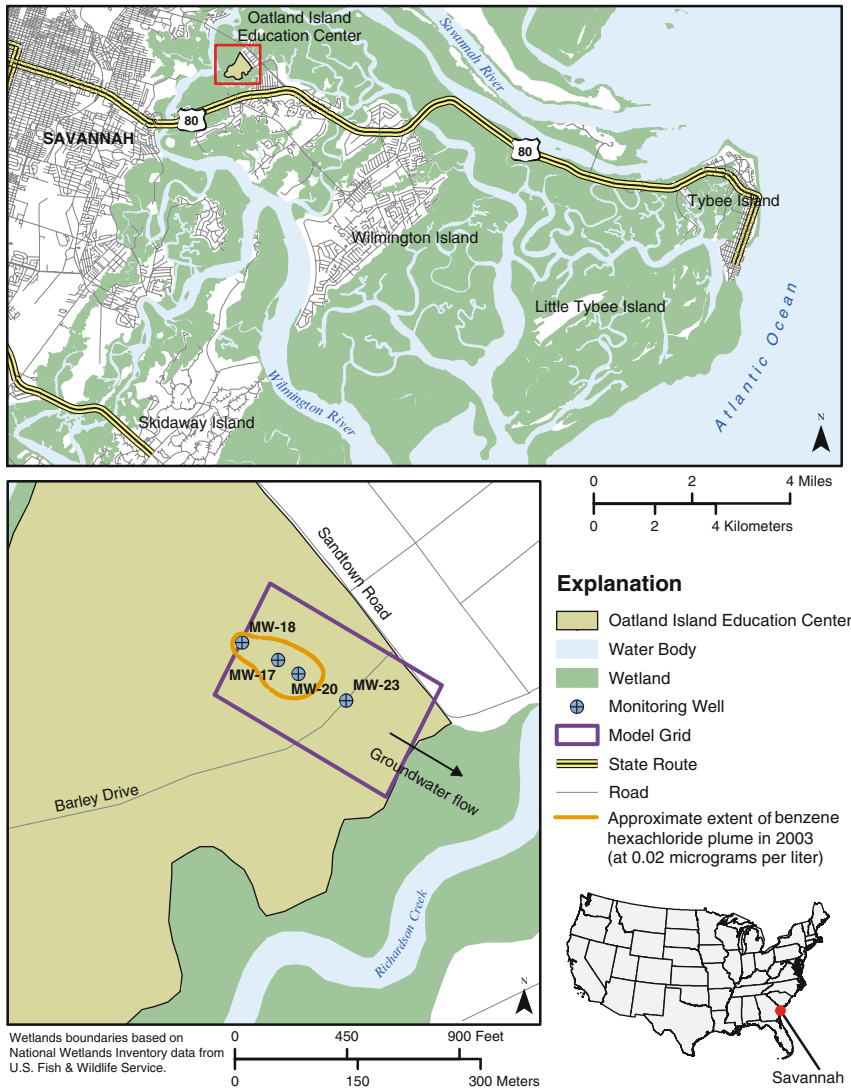 Oatland Island
Education Center
Savannah River
80
SAVANNAH
80
Tybee Island
Wilmington Island
Little Tybee Island
Atlantic Ocean
Wilmington River
Skidaway Island
N
0 2 4 Miles
0 2 4 Kilometers
Sandtown Road
MW-18
MW-17
MW-20
MW-23
Groundwater flow
Barley Drive
Richardson Creek
N
Explanation
Oatland Island Education Center
Water Body
Wetland
Monitoring Well
Model Grid
State Route
Road
Approximate extent of benzene
hexachloride plume in 2003
(at 0.02 micrograms per liter)
Savannah
Wetlands boundaries based on
National Wetlands Inventory data from
U.S. Fish & Wildlife Service.
0 450 900 Feet
0 150 300 Meters